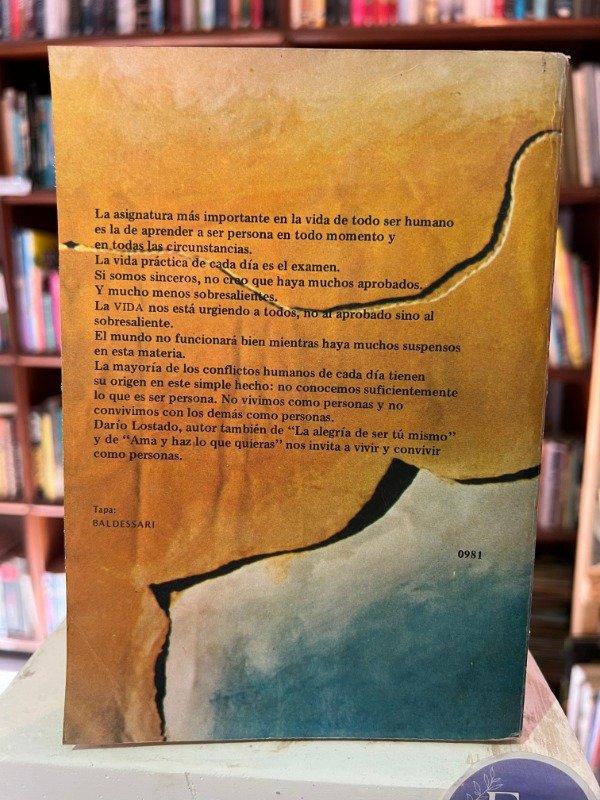 La asignatura más importante en la vida de todo ser humano
es la de aprender a ser persona en todo momento y
en todas las circunstancias.
La vida práctica de cada día es el examen.
Si somos sinceros, no creo que haya muchos aprobados.
Y mucho menos sobresalientes.
La VIDA nos está urgiendo a todos, no al aprobado sino al
sobresaliente.
El mundo no funcionará bien mientras haya muchos suspensos
en esta materia.
La mayoría de los conflictos humanos de cada día tienen
su origen en este simple hecho: no conocemos suficientemente
lo que es ser persona. No vivimos como personas y no
convivimos con los demás como personas.
Darío Lostado, autor también de "La alegría de ser tú mismo"
y de "Ama y haz lo que quieras" nos invita a vivir y convivir
como personas.
Tapa:
BALDESSARI
0981